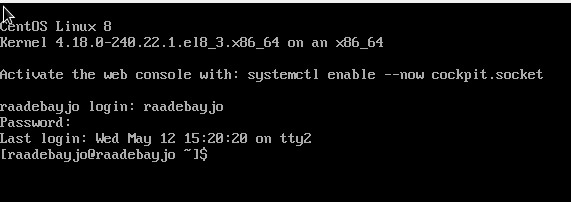 CentOS Linux 8
Kernel 4.18.0-240.22.1.el8_3.x86_64 on an x86_64
Activate the web console with: systemctl enable --now cockpit.socket
raadebayjo login: raadebayjo
Password:
Last login: Wed May 12 15:20:20 on tty2
[raadebayjo@raadebayjo ~]$